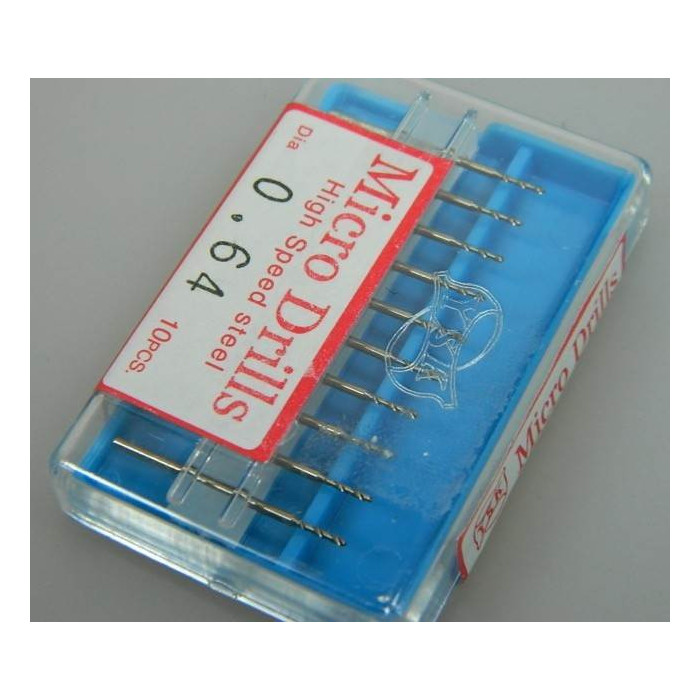 Micro Drills
High Speed steel
Dia 0.64 10PCS.
Micro Drills